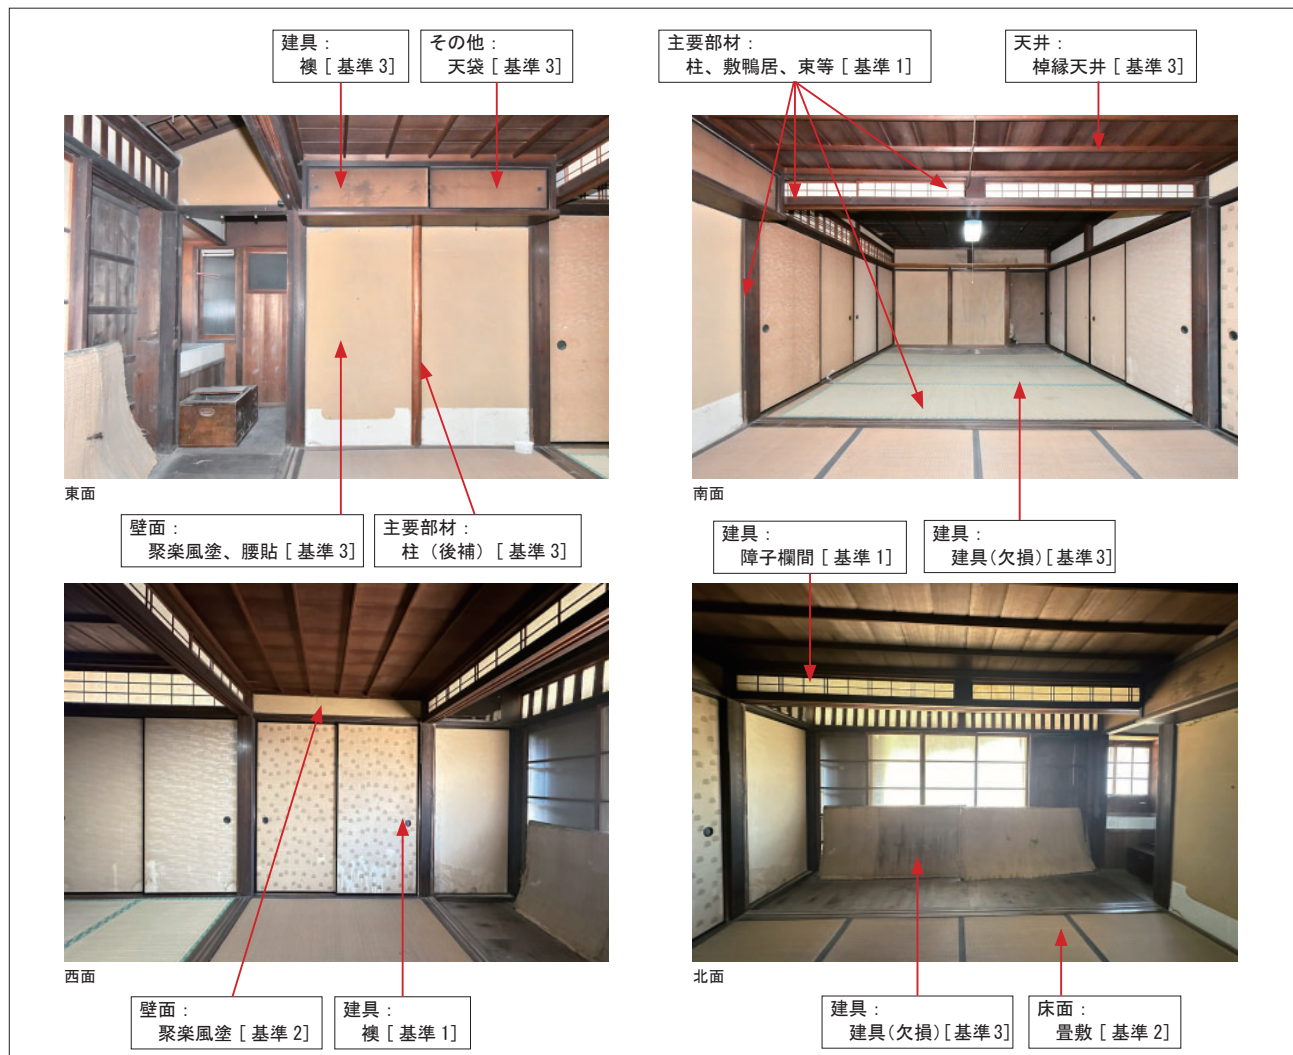 建具：
襖 [ 基準 3]
その他：
天袋 [ 基準 3]
主要部材：
柱、敷鴨居、束等 [ 基準 1]
天井：
棹縁天井 [ 基準 3]
東面
南面
壁面：
聚楽風塗、腰貼 [ 基準 3]
主要部材：
柱（後補）[ 基準 3]
建具：
障子欄間 [ 基準 1]
建具：
建具(欠損)[ 基準 3]
西面
北面
壁面：
聚楽風塗 [ 基準 2]
建具：
襖 [ 基準 1]
建具：
建具(欠損)[ 基準 3]
床面：
畳敷 [ 基準 2]